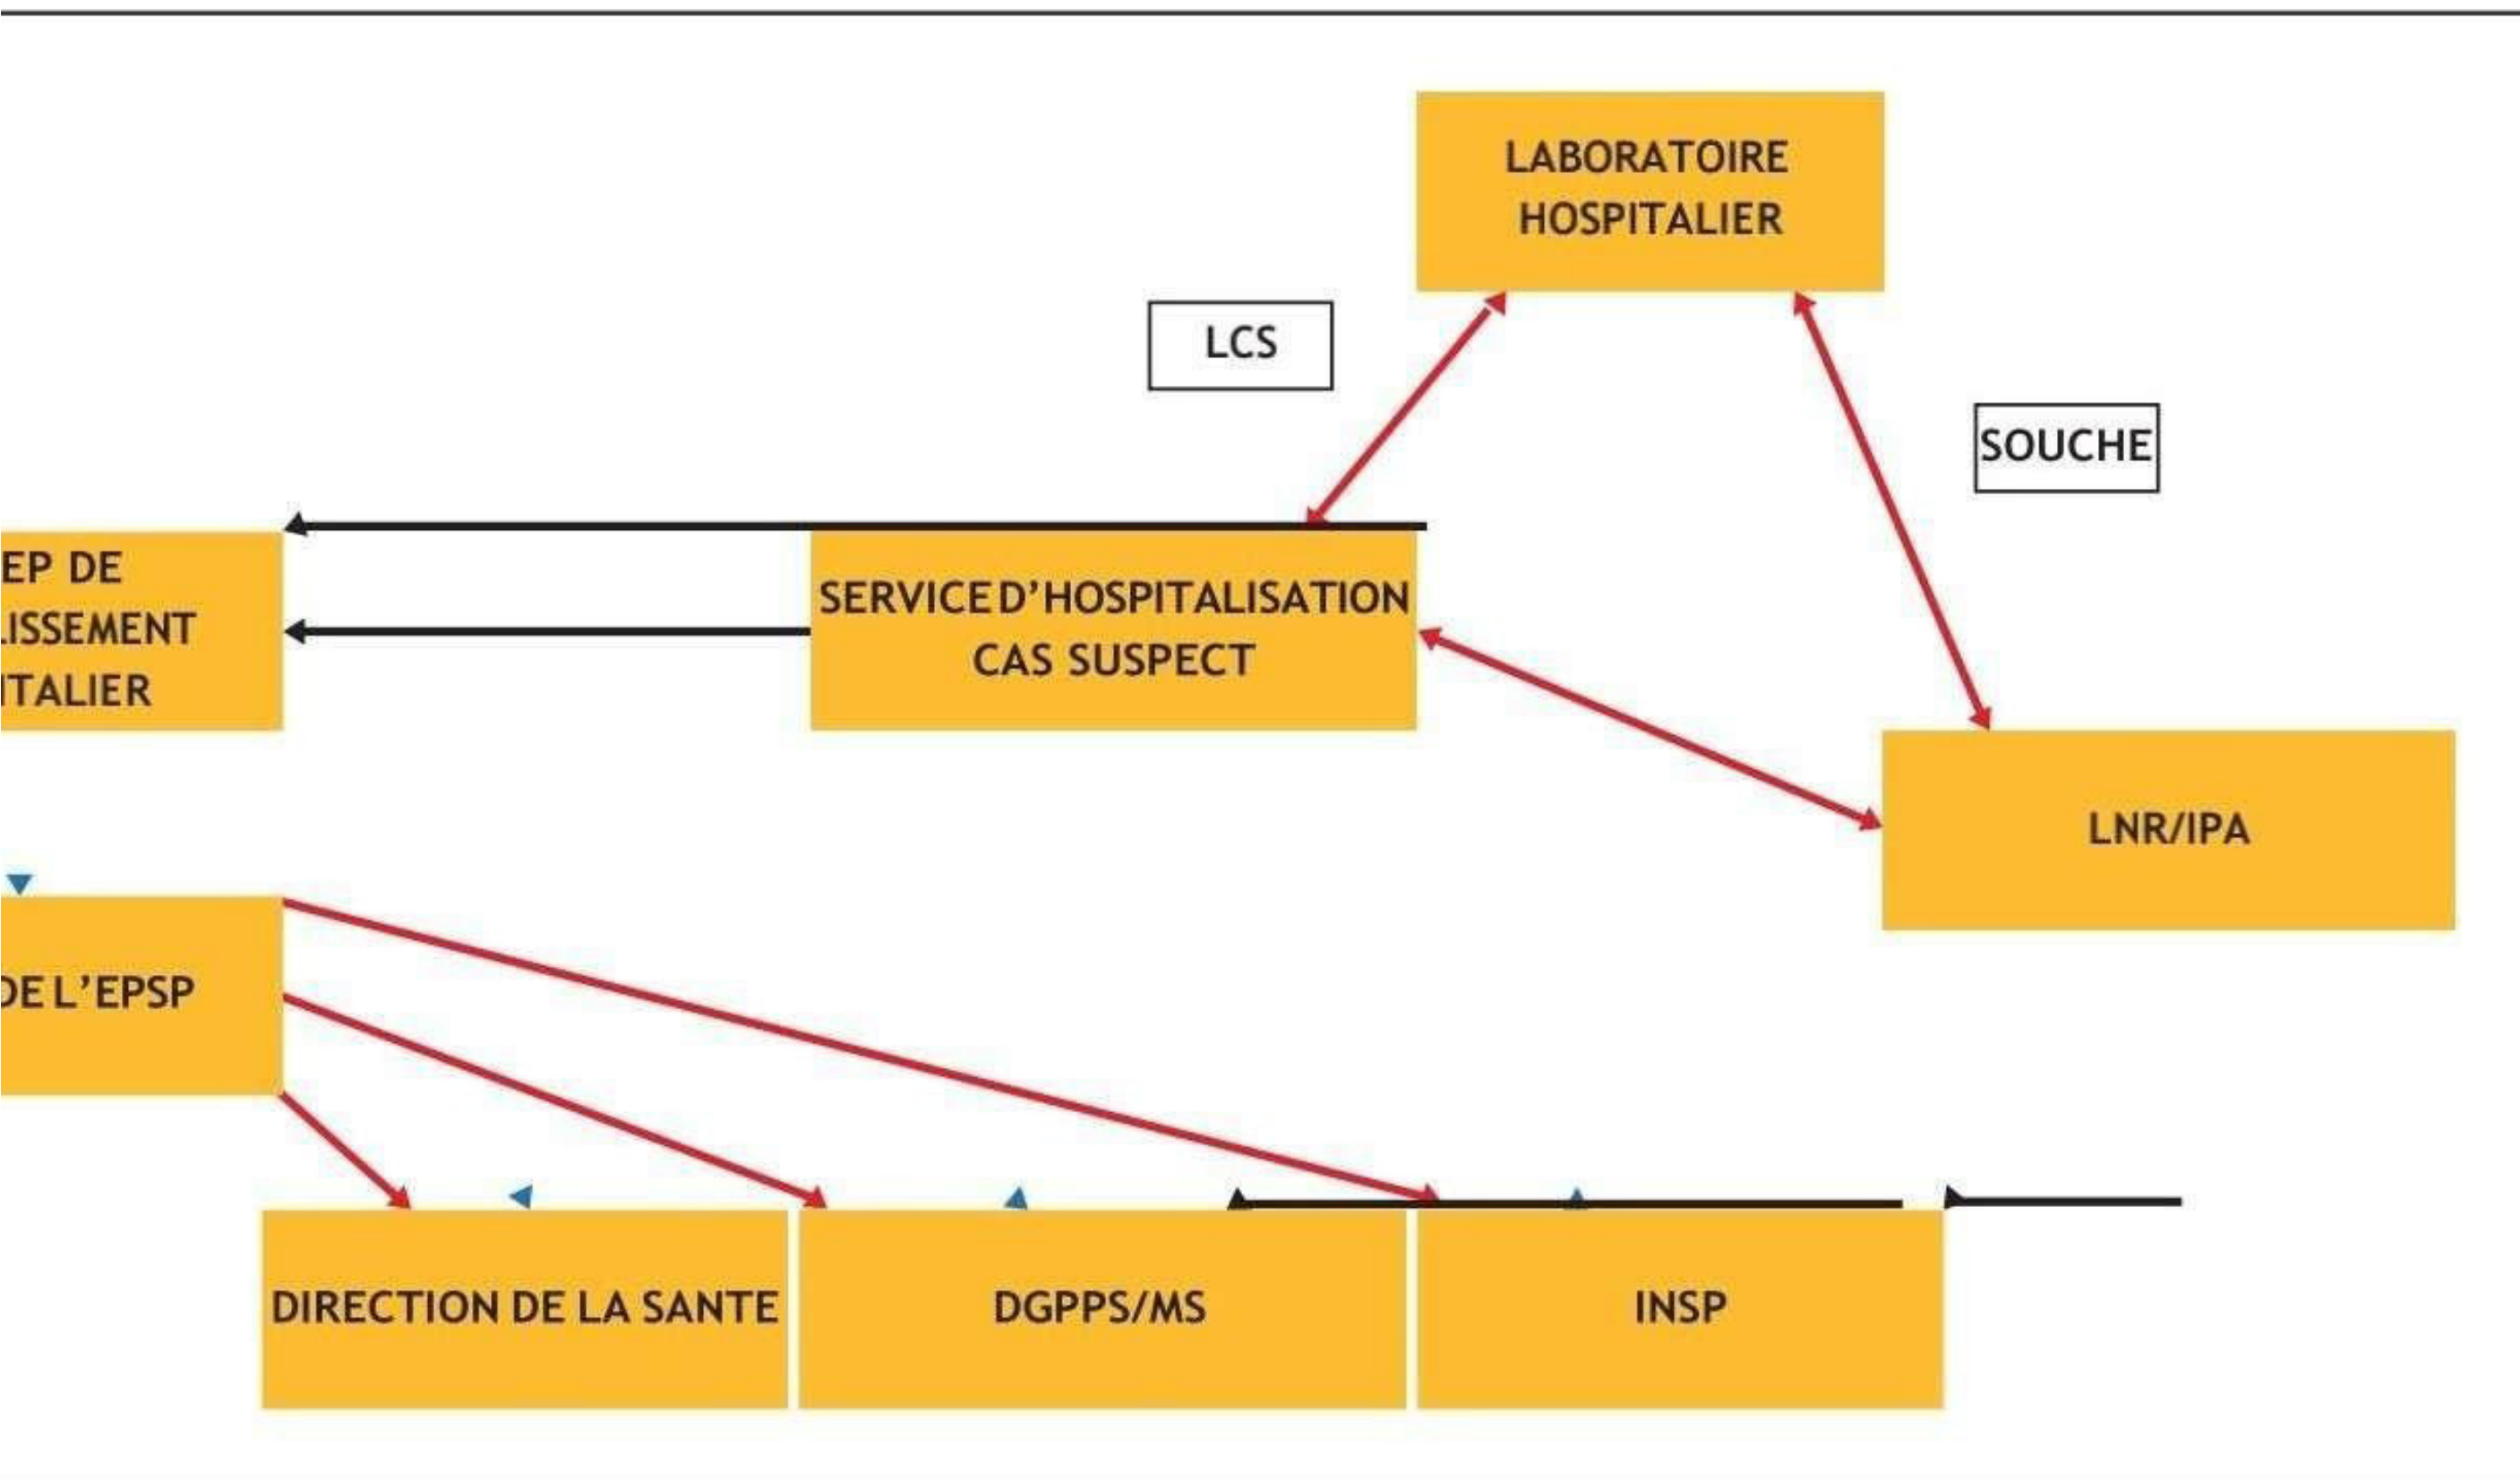 LABORATOIRE
HOSPITALIER
LCS
SOUCHE
EP DE
LISSEMENT
ITALIER
SERVICE D’HOSPITALISATION
CAS SUSPECT
LNR/IPA
DE L’EPSP
DIRECTION DE LA SANTE
DGPPS/MS
INSP